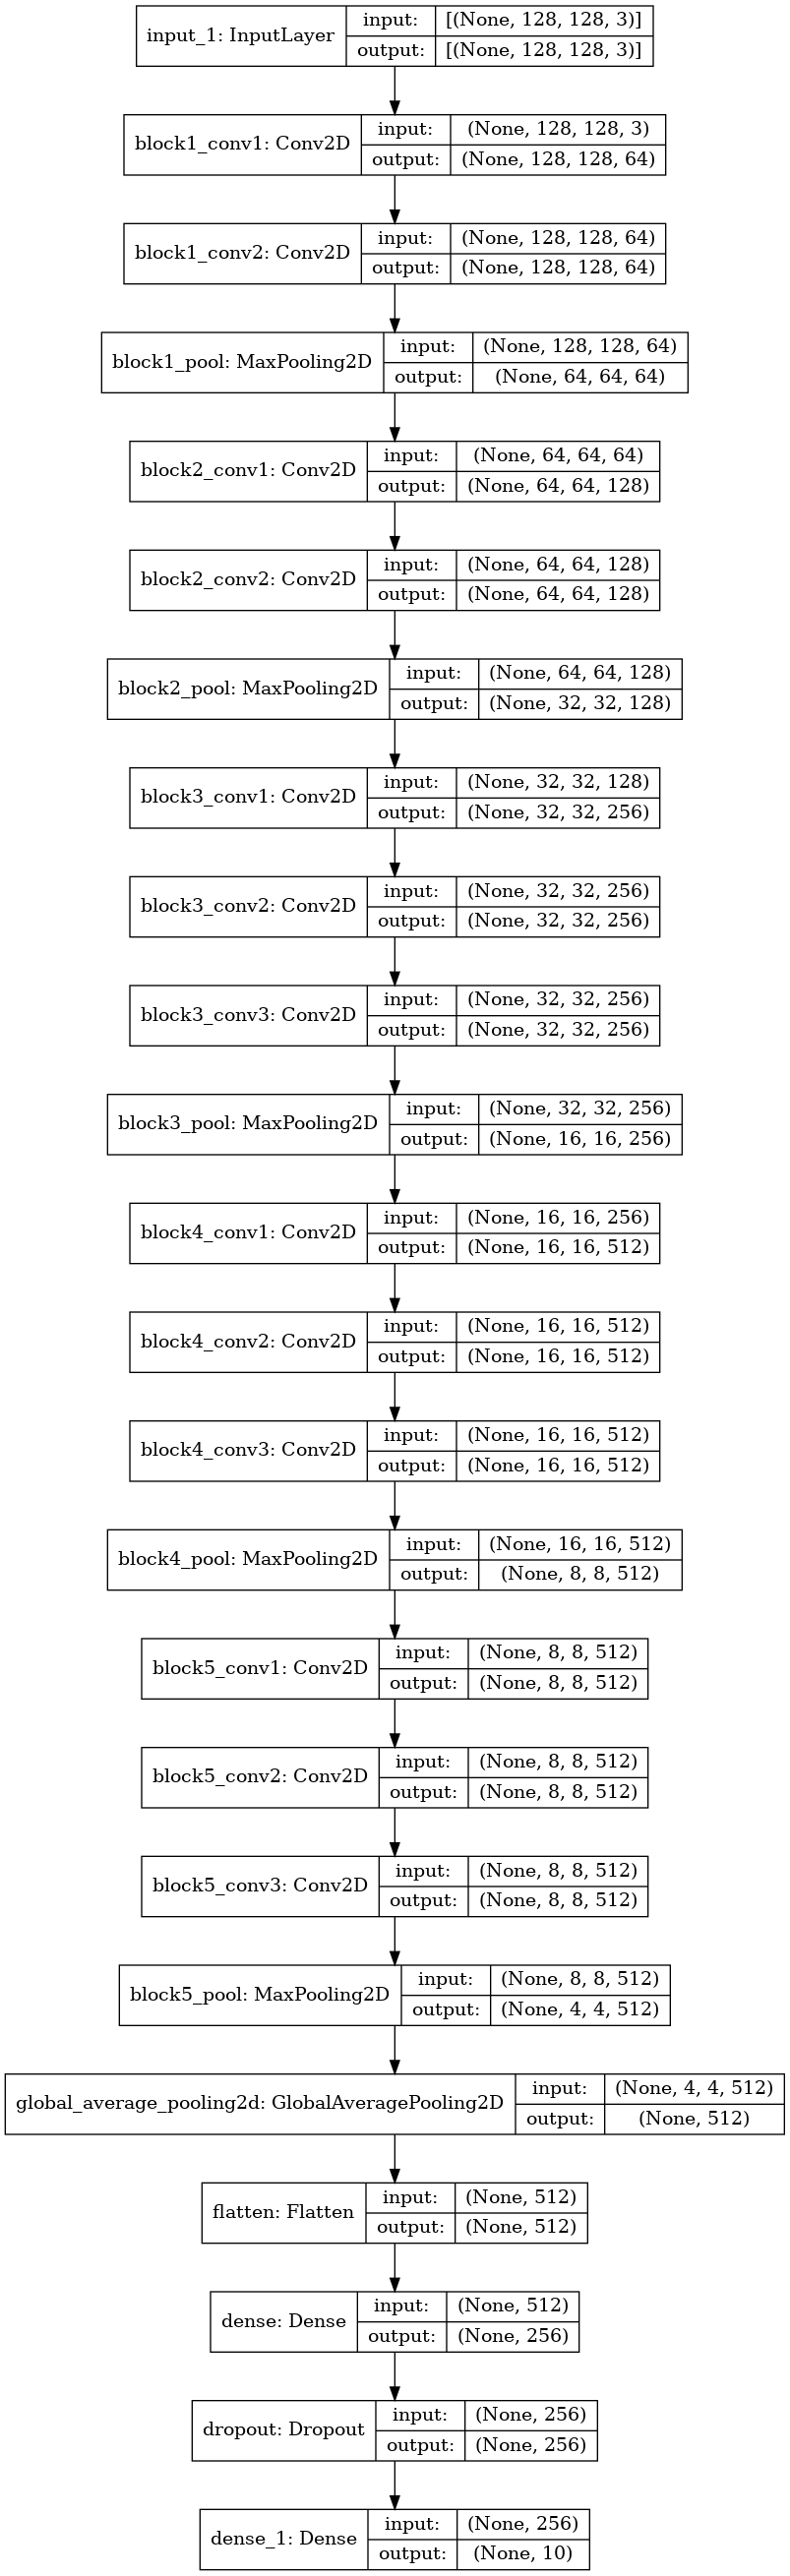 input_1: InputLayer
input: [(None, 128, 128, 3)]
output: [(None, 128, 128, 3)]
block1_conv1: Conv2D
input: (None, 128, 128, 3)
output: (None, 128, 128, 64)
block1_conv2: Conv2D
input: (None, 128, 128, 64)
output: (None, 128, 128, 64)
block1_pool: MaxPooling2D
input: (None, 128, 128, 64)
output: (None, 64, 64, 64)
block2_conv1: Conv2D
input: (None, 64, 64, 64)
output: (None, 64, 64, 128)
block2_conv2: Conv2D
input: (None, 64, 64, 128)
output: (None, 64, 64, 128)
block2_pool: MaxPooling2D
input: (None, 64, 64, 128)
output: (None, 32, 32, 128)
block3_conv1: Conv2D
input: (None, 32, 32, 128)
output: (None, 32, 32, 256)
block3_conv2: Conv2D
input: (None, 32, 32, 256)
output: (None, 32, 32, 256)
block3_conv3: Conv2D
input: (None, 32, 32, 256)
output: (None, 32, 32, 256)
block3_pool: MaxPooling2D
input: (None, 32, 32, 256)
output: (None, 16, 16, 256)
block4_conv1: Conv2D
input: (None, 16, 16, 256)
output: (None, 16, 16, 512)
block4_conv2: Conv2D
input: (None, 16, 16, 512)
output: (None, 16, 16, 512)
block4_conv3: Conv2D
input: (None, 16, 16, 512)
output: (None, 16, 16, 512)
block4_pool: MaxPooling2D
input: (None, 16, 16, 512)
output: (None, 8, 8, 512)
block5_conv1: Conv2D
input: (None, 8, 8, 512)
output: (None, 8, 8, 512)
block5_conv2: Conv2D
input: (None, 8, 8, 512)
output: (None, 8, 8, 512)
block5_conv3: Conv2D
input: (None, 8, 8, 512)
output: (None, 8, 8, 512)
block5_pool: MaxPooling2D
input: (None, 8, 8, 512)
output: (None, 4, 4, 512)
global_average_pooling2d: GlobalAveragePooling2D
input: (None, 4, 4, 512)
output: (None, 512)
flatten: Flatten
input: (None, 512)
output: (None, 512)
dense: Dense
input: (None, 512)
output: (None, 256)
dropout: Dropout
input: (None, 256)
output: (None, 256)
dense_1: Dense
input: (None, 256)
output: (None, 10)